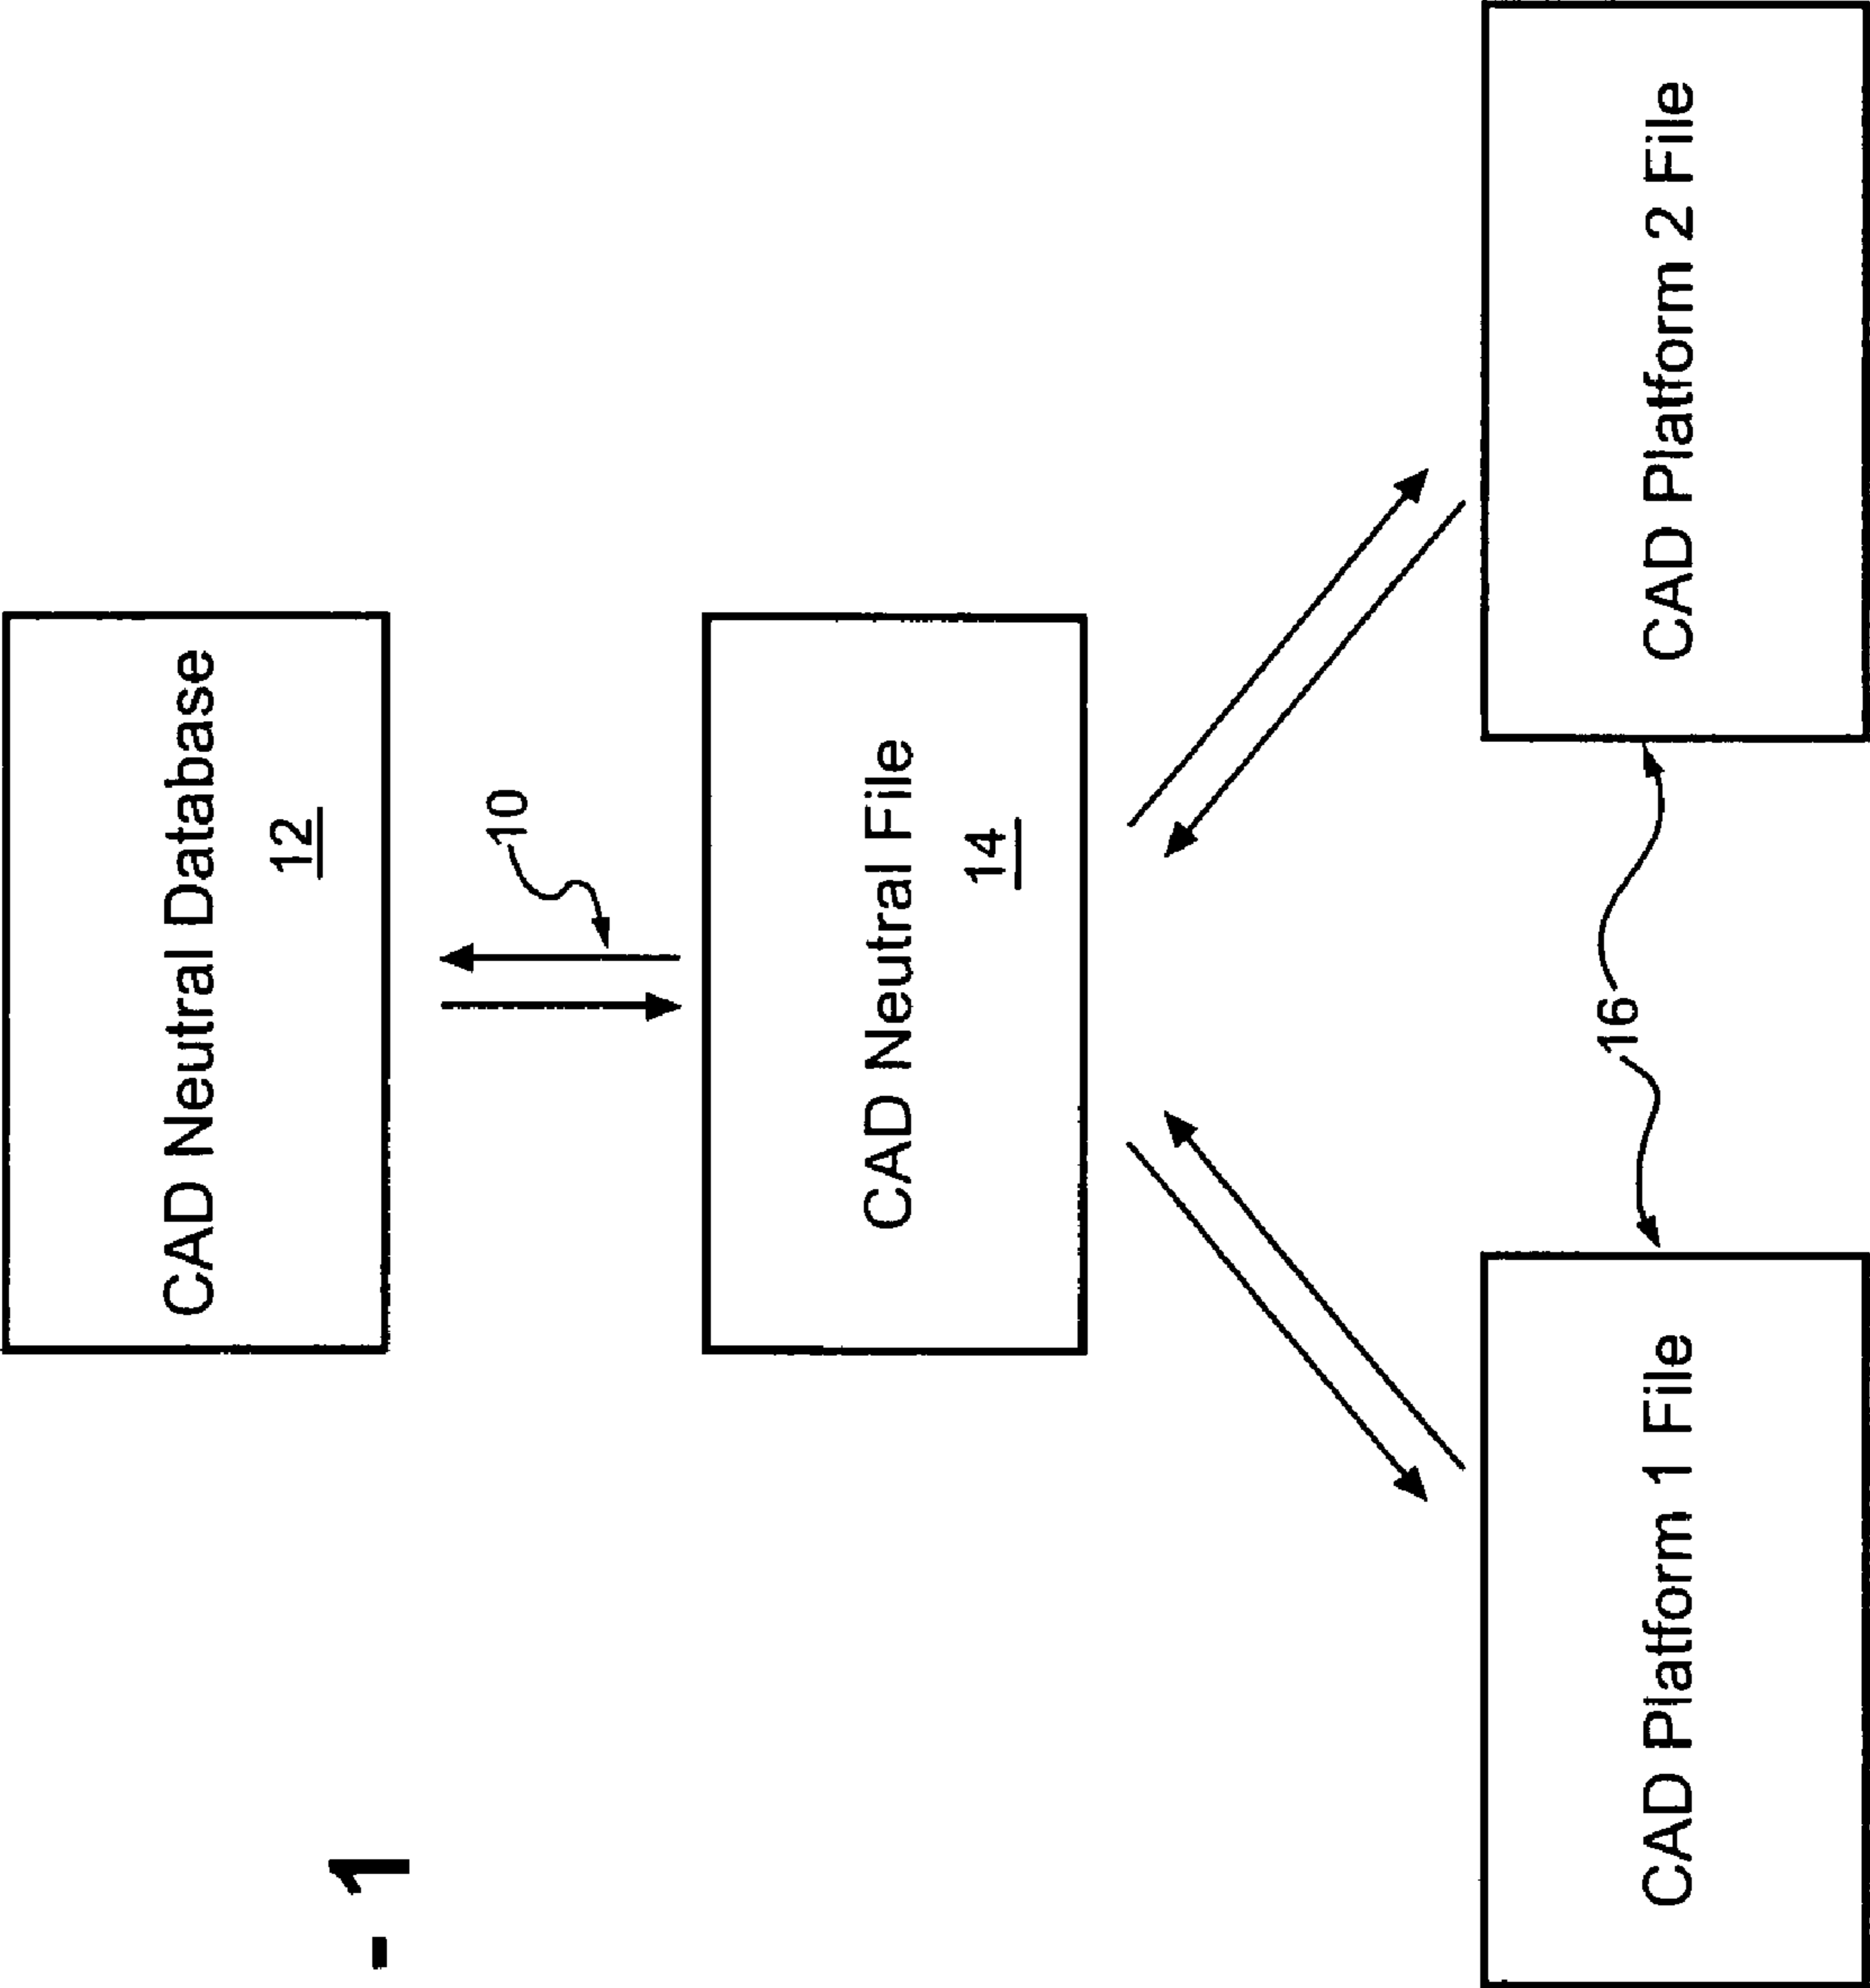 - 1
CAD Neutral Database
12
10
CAD Neutral File
14
16
CAD Platform 1 File
CAD Platform 2 File